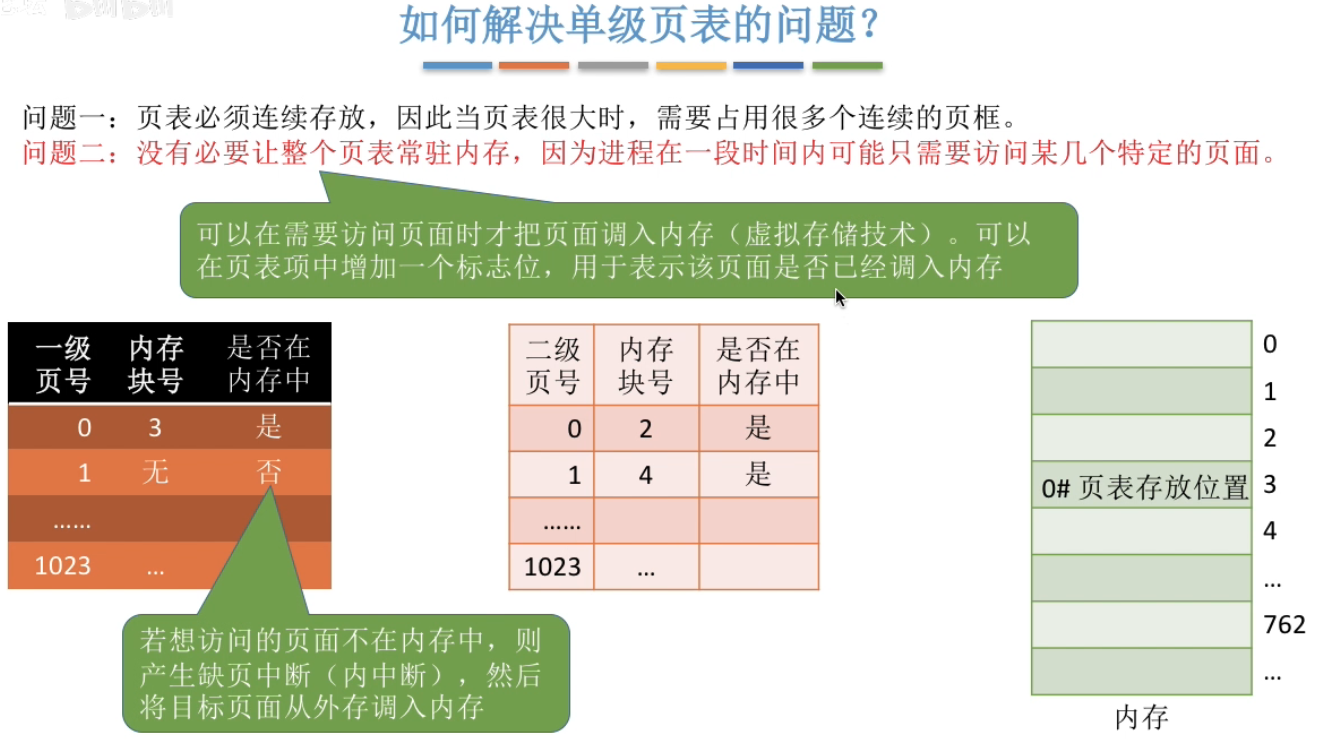 如何解决单级页表的问题？
问题一：页表必须连续存放，因此当页表很大时，需要占用很多个连续的页框。
问题二：没有必要让整个页表常驻内存，因为进程在一段时间内可能只需要访问某几个特定的页面。
可以在需要访问页面时才把页面调入内存（虚拟存储技术）。可以
在页表项中增加一个标志位，用于表示该页面是否已经调入内存
一级 内存 是否在
页号 块号 内存中
0 3 是
1 无 否
……
1023 …
若想访问的页面不在内存中，则
产生缺页中断（内中断），然后
将目标页面从外存调入内存
二级 内存 是否在
页号 块号 内存中
0 2 是
1 4 是
……
1023 …
0
1
2
0# 页表存放位置 3
4
…
762
…
内存